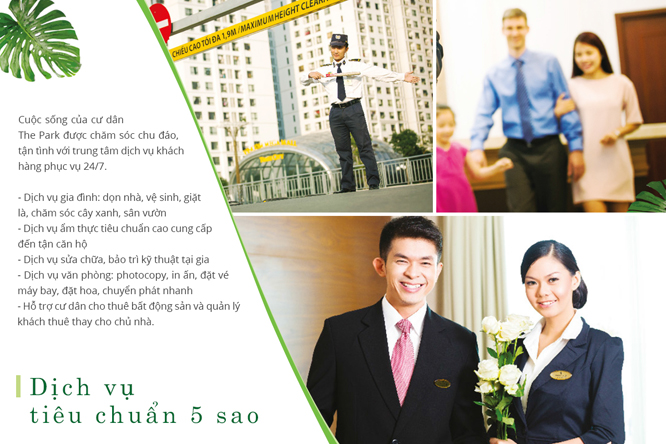 CHIỀU CAO TỐI ĐA 1,9M / MAXIMUM HEIGHT CLEAR
Cuộc sống của cư dân
The Park được chăm sóc chu đáo,
tận tình với trung tâm dịch vụ khách
hàng phục vụ 24/7.
- Dịch vụ gia đình: dọn nhà, vệ sinh, giặt
là, chăm sóc cây xanh, sân vườn
- Dịch vụ ẩm thực tiêu chuẩn cao cung cấp
đến tận căn hộ
- Dịch vụ sửa chữa, bảo trì kỹ thuật tại gia
- Dịch vụ văn phòng: photocopy, in ấn, đặt vé
máy bay, đặt hoa, chuyển phát nhanh
- Hỗ trợ cư dân cho thuê bất động sản và quản lý
khách thuê thay cho chủ nhà.
Dịch vụ
tiêu chuẩn 5 sao